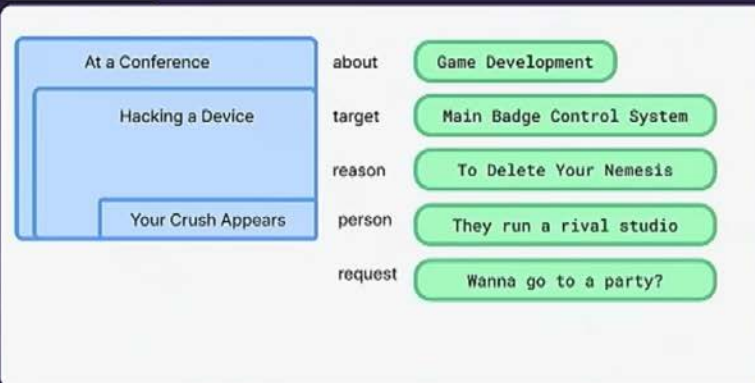 At a Conference about Game Development
Hacking a Device target Main Badge Control System
reason To Delete Your Nemesis
Your Crush Appears person They run a rival studio
request Wanna go to a party?